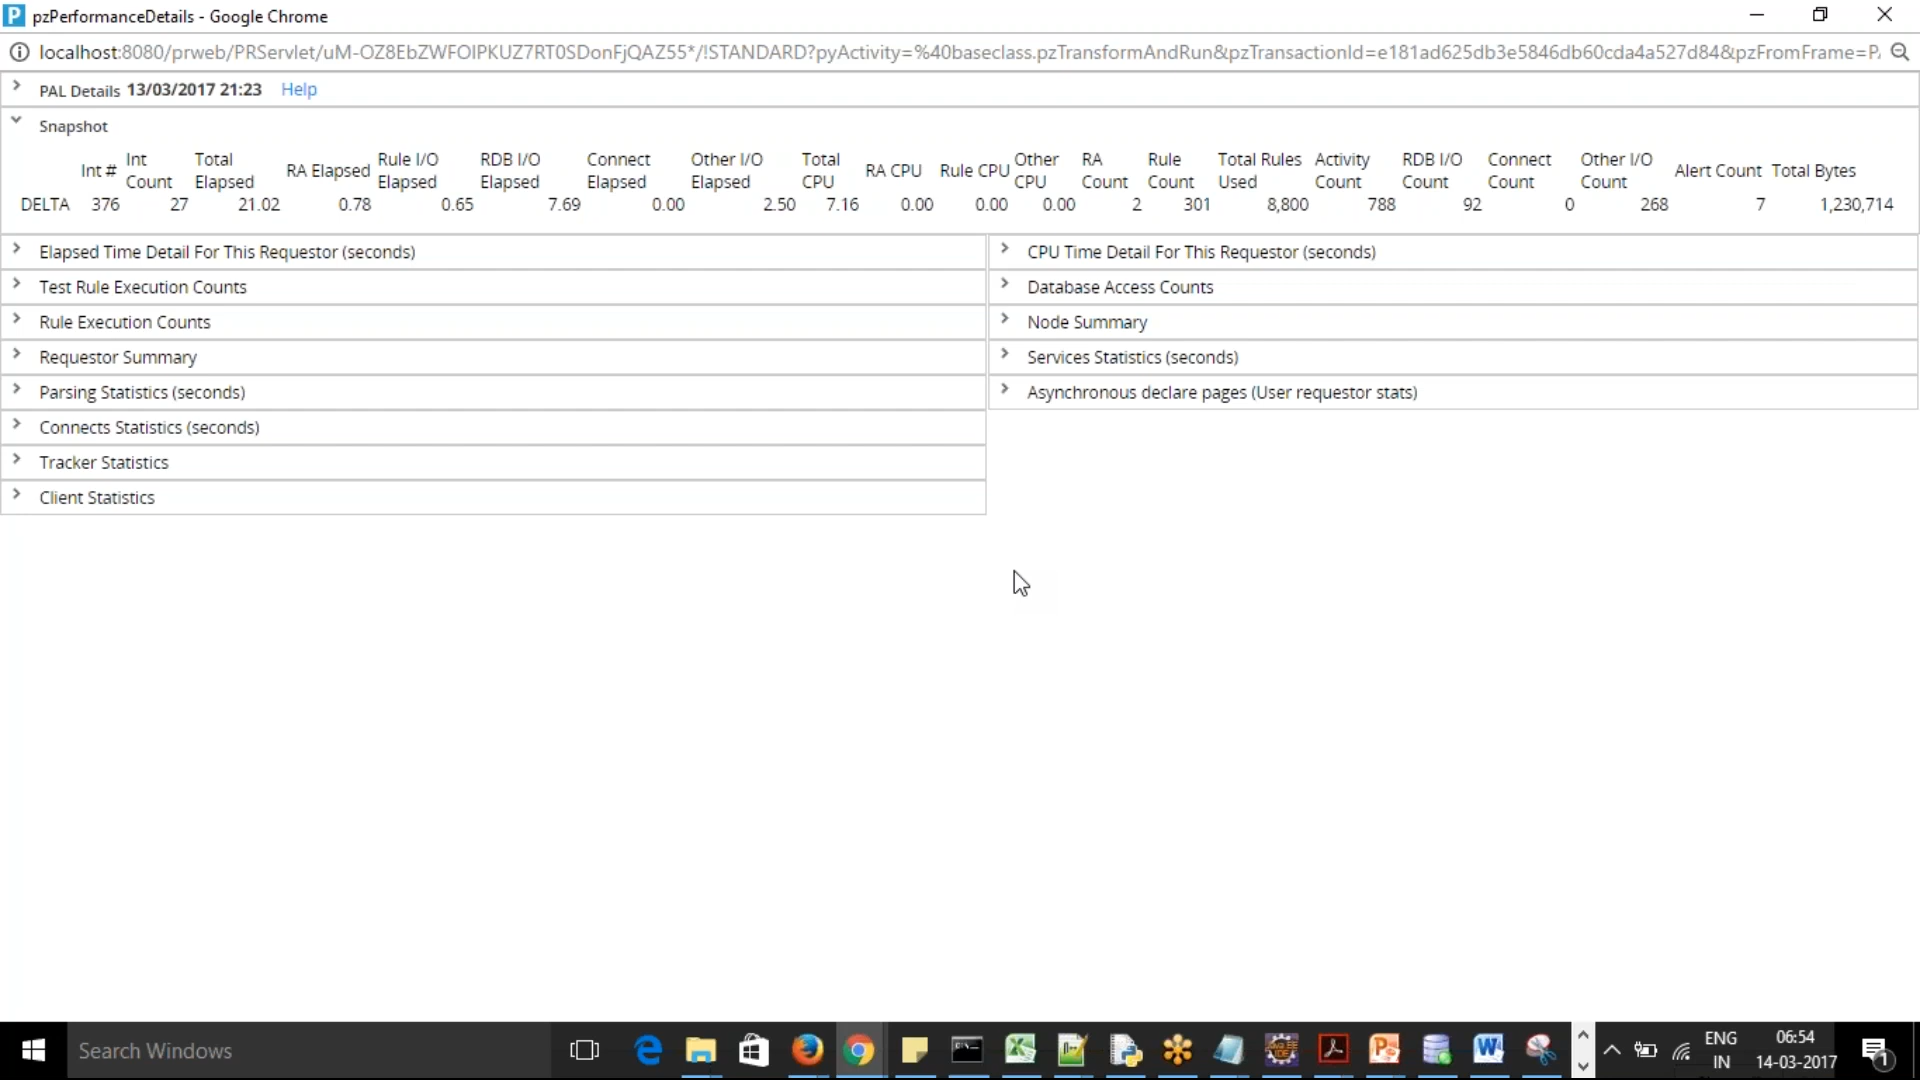 pzPerformanceDetails - Google Chrome
localhost:8080/prweb/PRServlet/uM-OZ8EbZWFOIPKUZ7RT0SDonFjQAZ55*/!STANDARD?pyActivity=%40baseclass.pzTransformAndRun&pzTransactionId=e181ad625db3e5846db60cda4a527d84&pzFromFrame=P
PAL Details 13/03/2017 21:23 Help
Snapshot
Int # Int Count Total Elapsed RA Elapsed Rule I/O Elapsed RDB I/O Elapsed Connect Elapsed Other I/O Elapsed Total CPU RA CPU Rule CPU Other CPU RA Count Rule Count Total Rules Used Activity Count RDB I/O Count Connect Count Other I/O Count Alert Count Total Bytes
DELTA 376 27 21.02 0.78 0.65 7.69 0.00 2.50 7.16 0.00 0.00 0.00 2 301 8,800 788 92 0 268 7 1,230,714
Elapsed Time Detail For This Requestor (seconds)
CPU Time Detail For This Requestor (seconds)
Test Rule Execution Counts
Database Access Counts
Rule Execution Counts
Node Summary
Requestor Summary
Services Statistics (seconds)
Parsing Statistics (seconds)
Asynchronous declare pages (User requestor stats)
Connects Statistics (seconds)
Tracker Statistics
Client Statistics
Search Windows
ENG
IN
06:54
14-03-2017
1